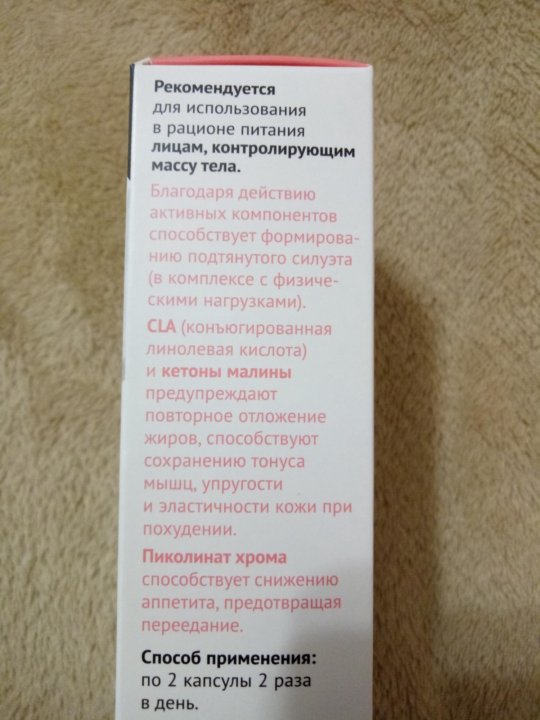 Рекомендуется
для использования
в рационе питания
лицам, контролирующим
массу тела.
Благодаря действию
активных компонентов
способствует формирова-
нию подтянутого силуэта
(в комплексе с физиче-
скими нагрузками).
CLA (конъюгированная
линолевая кислота)
и кетоны малины
предупреждают
повторное отложение
жиров, способствуют
сохранению тонуса
мышц, упругости
и эластичности кожи при
похудении.
Пиколинат хрома
способствует снижению
аппетита, предотвращая
переедание.
Способ применения:
по 2 капсулы 2 раза
в день.